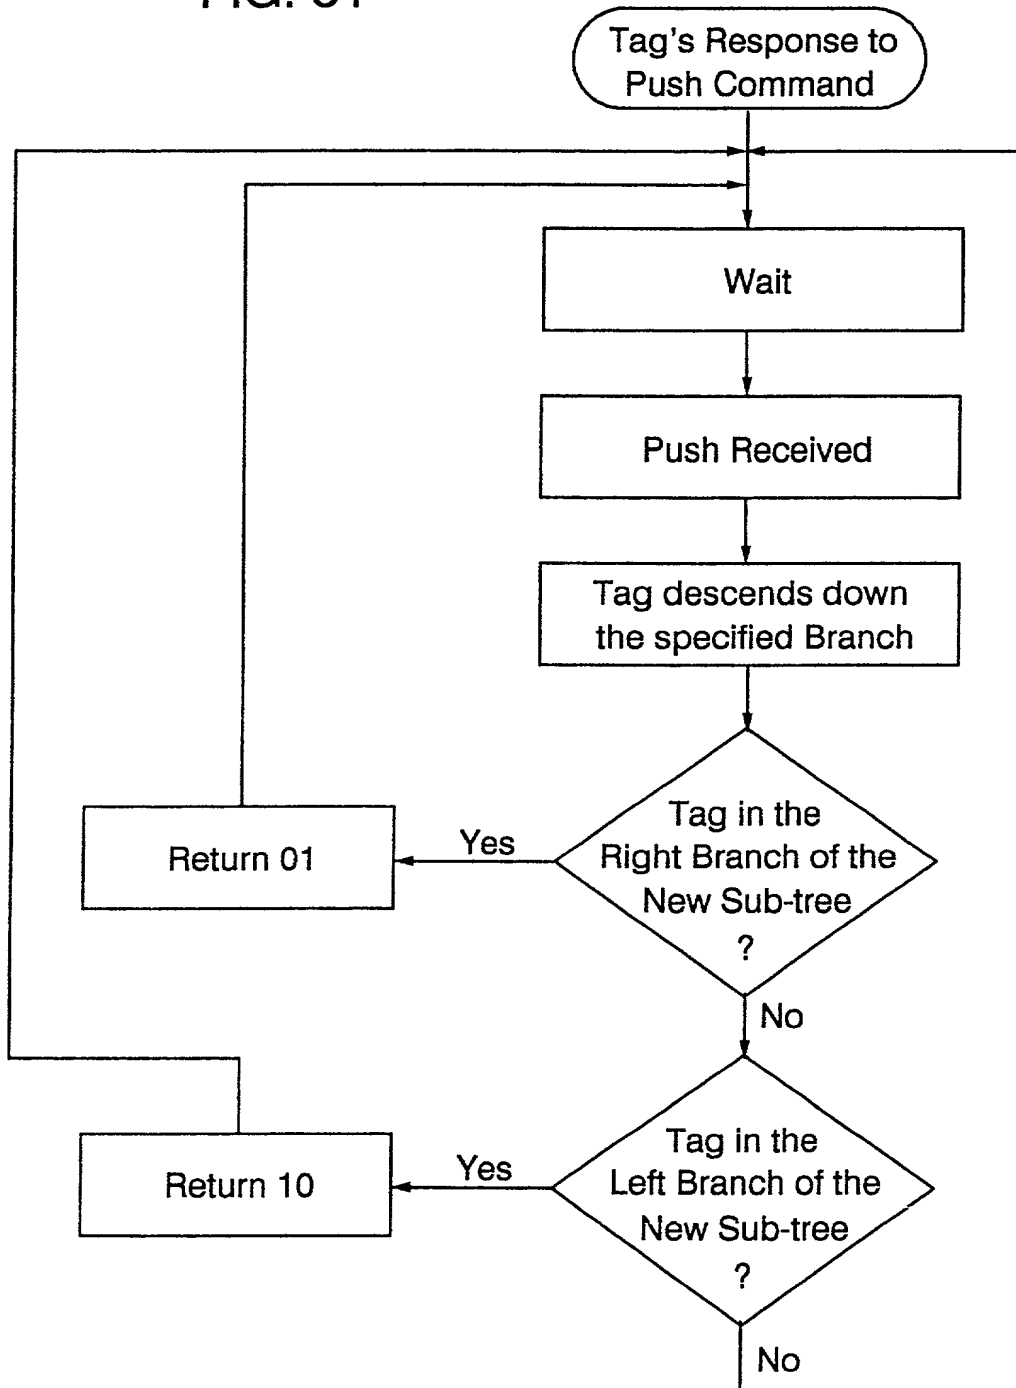 Tag's Response to
Push Command
Wait
Push Received
Tag descends down
the specified Branch
Tag in the
Right Branch of the
New Sub-tree
?
Yes
Return 01
No
Tag in the
Left Branch of the
New Sub-tree
?
Yes
Return 10
No